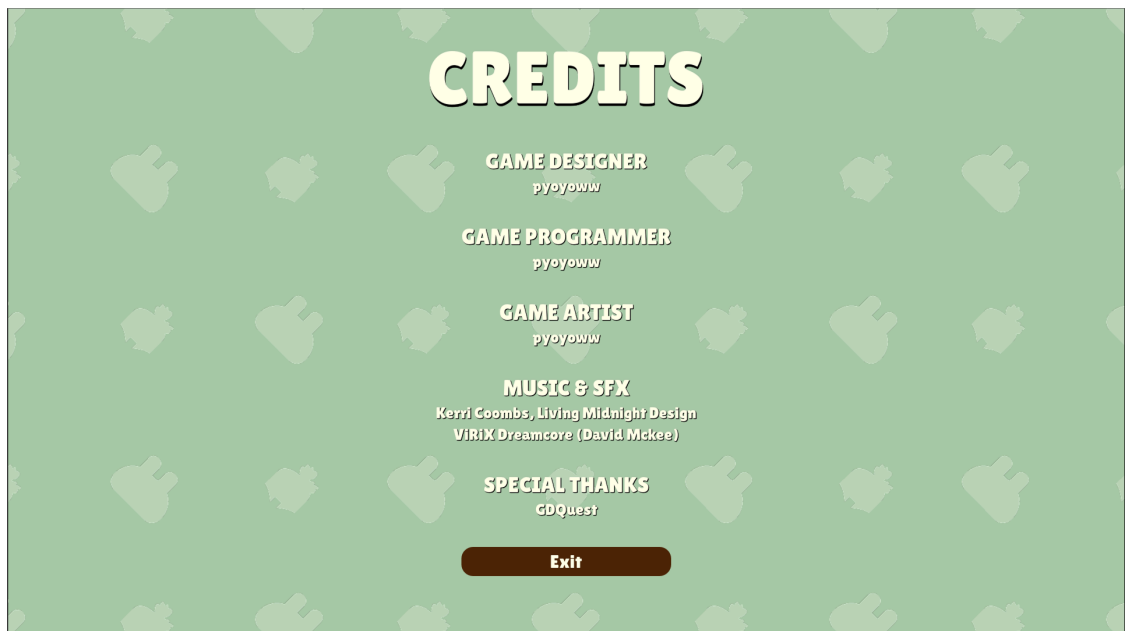 CREDITS
GAME DESIGNER
pyoyoww
GAME PROGRAMMER
pyoyoww
GAME ARTIST
pyoyoww
MUSIC & SFX
Kerri Coombs, Living Midnight Design
ViRiX Dreamcore (David Mckee)
SPECIAL THANKS
GDQuest
Exit